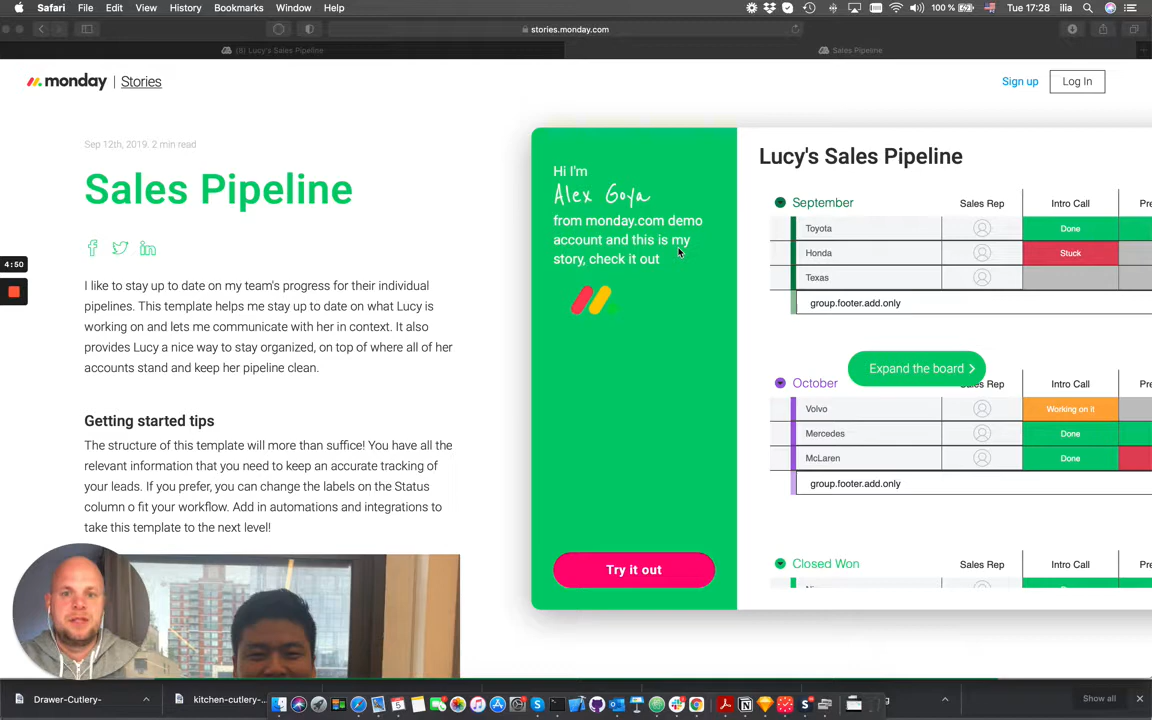 Safari File Edit View History Bookmarks Window Help 100 % Tue 17:28 ilia
stories.monday.com
(8) Lucy's Sales Pipeline Sales Pipeline
monday | Stories Sign up Log In
Sep 12th, 2019. 2 min read
Sales Pipeline
4:50
I like to stay up to date on my team's progress for their individual
pipelines. This template helps me stay up to date on what Lucy is
working on and lets me communicate with her in context. It also
provides Lucy a nice way to stay organized, on top of where all of her
accounts stand and keep her pipeline clean.
Getting started tips
The structure of this template will more than suffice! You have all the
relevant information that you need to keep an accurate tracking of
your leads. If you prefer, you can change the labels on the Status
column o fit your workflow. Add in automations and integrations to
take this template to the next level!
Hi I'm
Alex Goya
from monday.com demo
account and this is my
story, check it out
Try it out
Lucy's Sales Pipeline
September Sales Rep Intro Call Pre
Toyota Done
Honda Stuck
Texas
group.footer.add.only
Expand the board
October Sales Rep Intro Call Pre
Volvo Working on it
Mercedes Done
McLaren Done
group.footer.add.only
Closed Won Sales Rep Intro Call Pre
Drawer-Cutlery- kitchen-cutlery-... Show all